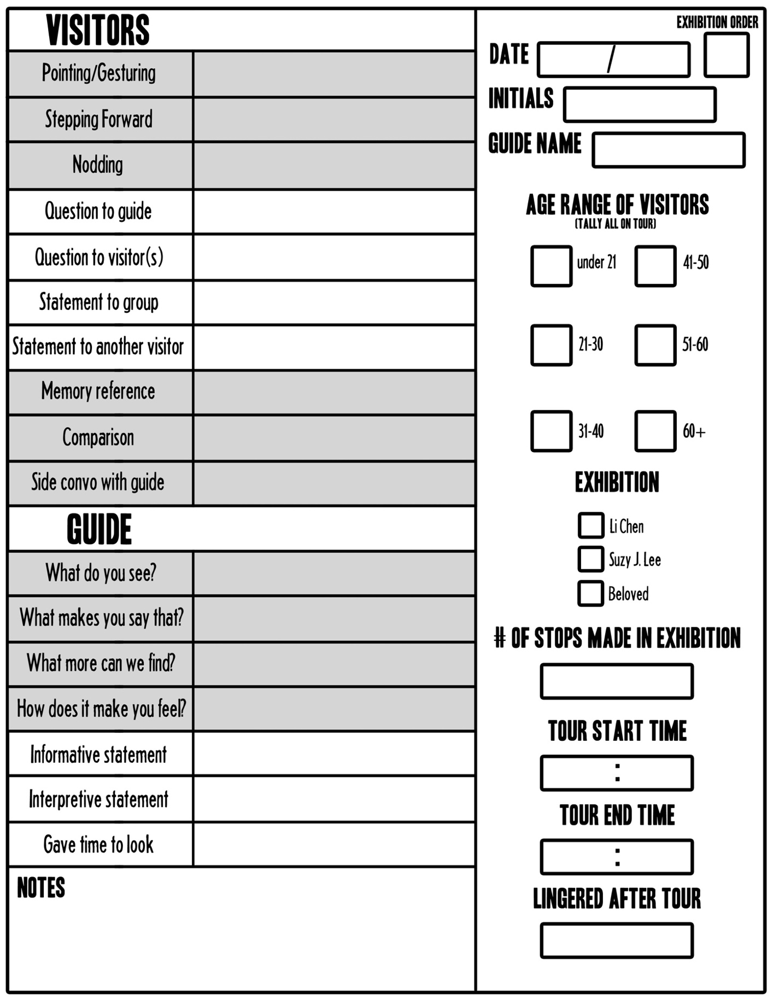 VISITORS
Pointing/Gesturing
Stepping Forward
Nodding
Question to guide
Question to visitor(s)
Statement to group
Statement to another visitor
Memory reference
Comparison
Side convo with guide
GUIDE
What do you see?
What makes you say that?
What more can we find?
How does it make you feel?
Informative statement
Interpretive statement
Gave time to look
NOTES
EXHIBITION ORDER
DATE /
INITIALS
GUIDE NAME
AGE RANGE OF VISITORS
(TALLY ALL ON TOUR)
under 21 41-50
21-30 51-60
31-40 60+
EXHIBITION
Li Chen
Suzy J. Lee
Beloved
# OF STOPS MADE IN EXHIBITION
TOUR START TIME
:
TOUR END TIME
:
LINGERED AFTER TOUR